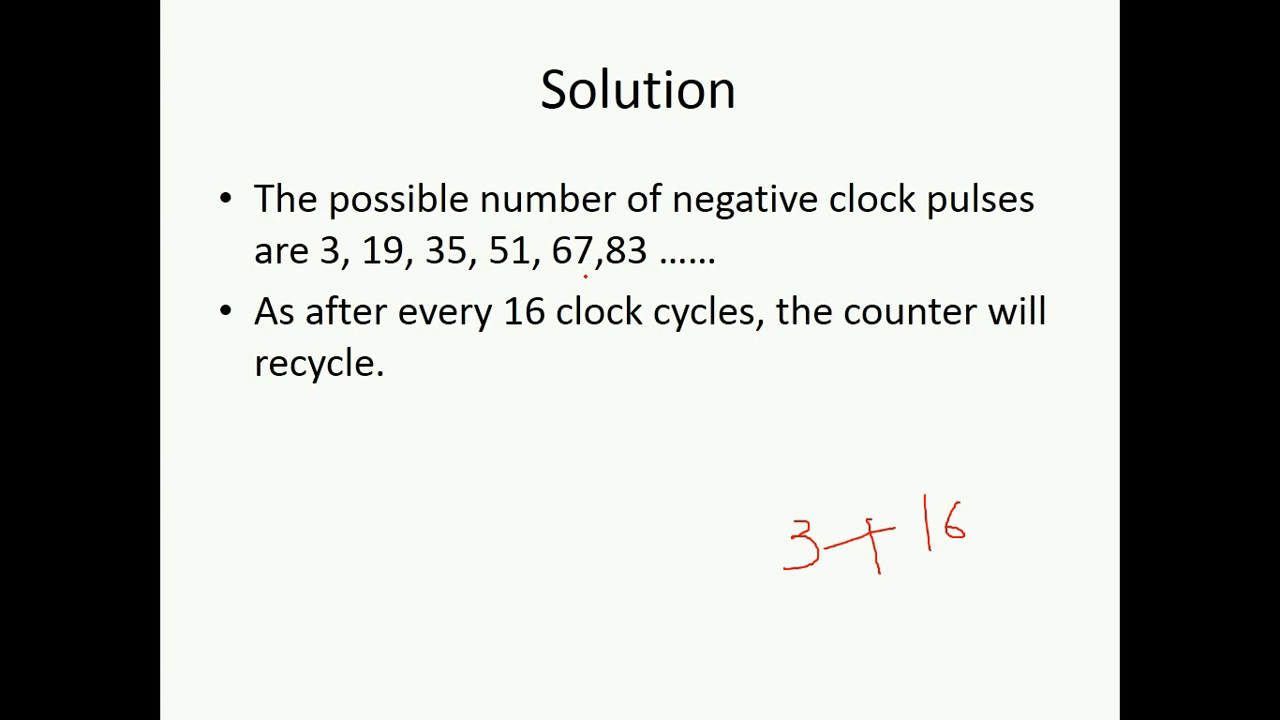 Solution
• The possible number of negative clock pulses
are 3, 19, 35, 51, 67,83 ......
• As after every 16 clock cycles, the counter will
recycle.
3 + 16